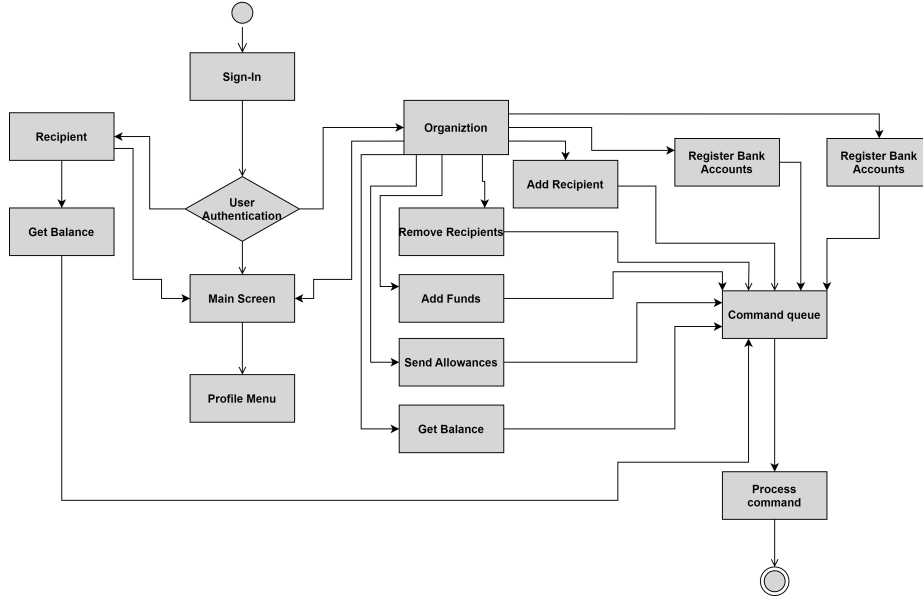 Sign-In
Recipient
Organiztion
Register Bank
Accounts
Register Bank
Accounts
Add Recipient
User
Authentication
Get Balance
Remove Recipients
Main Screen
Add Funds
Command queue
Send Allowances
Profile Menu
Get Balance
Process
command